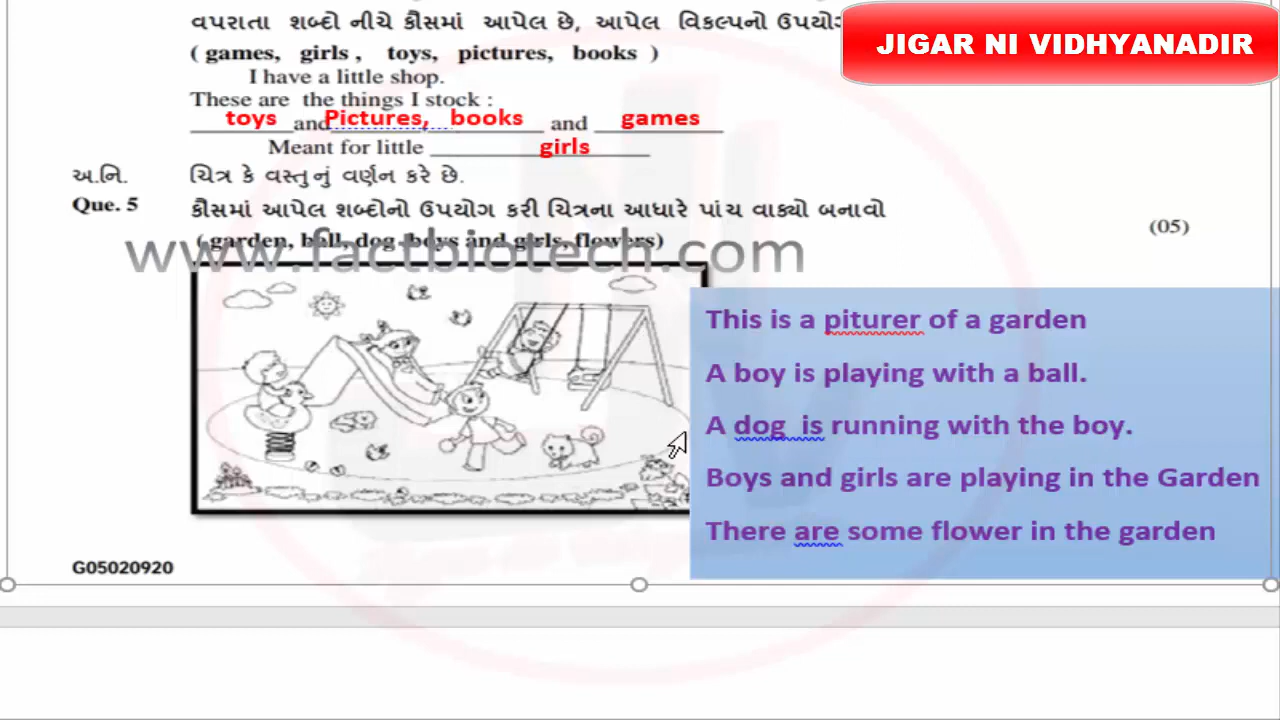 વપરાતા શબ્દો નીચે કૌસમાં આપેલ છે, આપેલ વિકલ્પનો ઉપયોગ
JIGAR NI VIDHYANADIR
( games, girls , toys, pictures, books )
I have a little shop.
These are the things I stock :
toys and Pictures, books and games
Meant for little girls
અ.નિ. ચિત્ર કે વસ્તુનું વર્ણન કરે છે.
Que. 5 કૌસમાં આપેલ શબ્દોનો ઉપયોગ કરી ચિત્રના આધારે પાંચ વાક્યો બનાવો (05)
( garden, ball, dog, boys and girls, flowers)
www.factbiotech.com
This is a piturer of a garden
A boy is playing with a ball.
A dog is running with the boy.
Boys and girls are playing in the Garden
There are some flower in the garden
G05020920